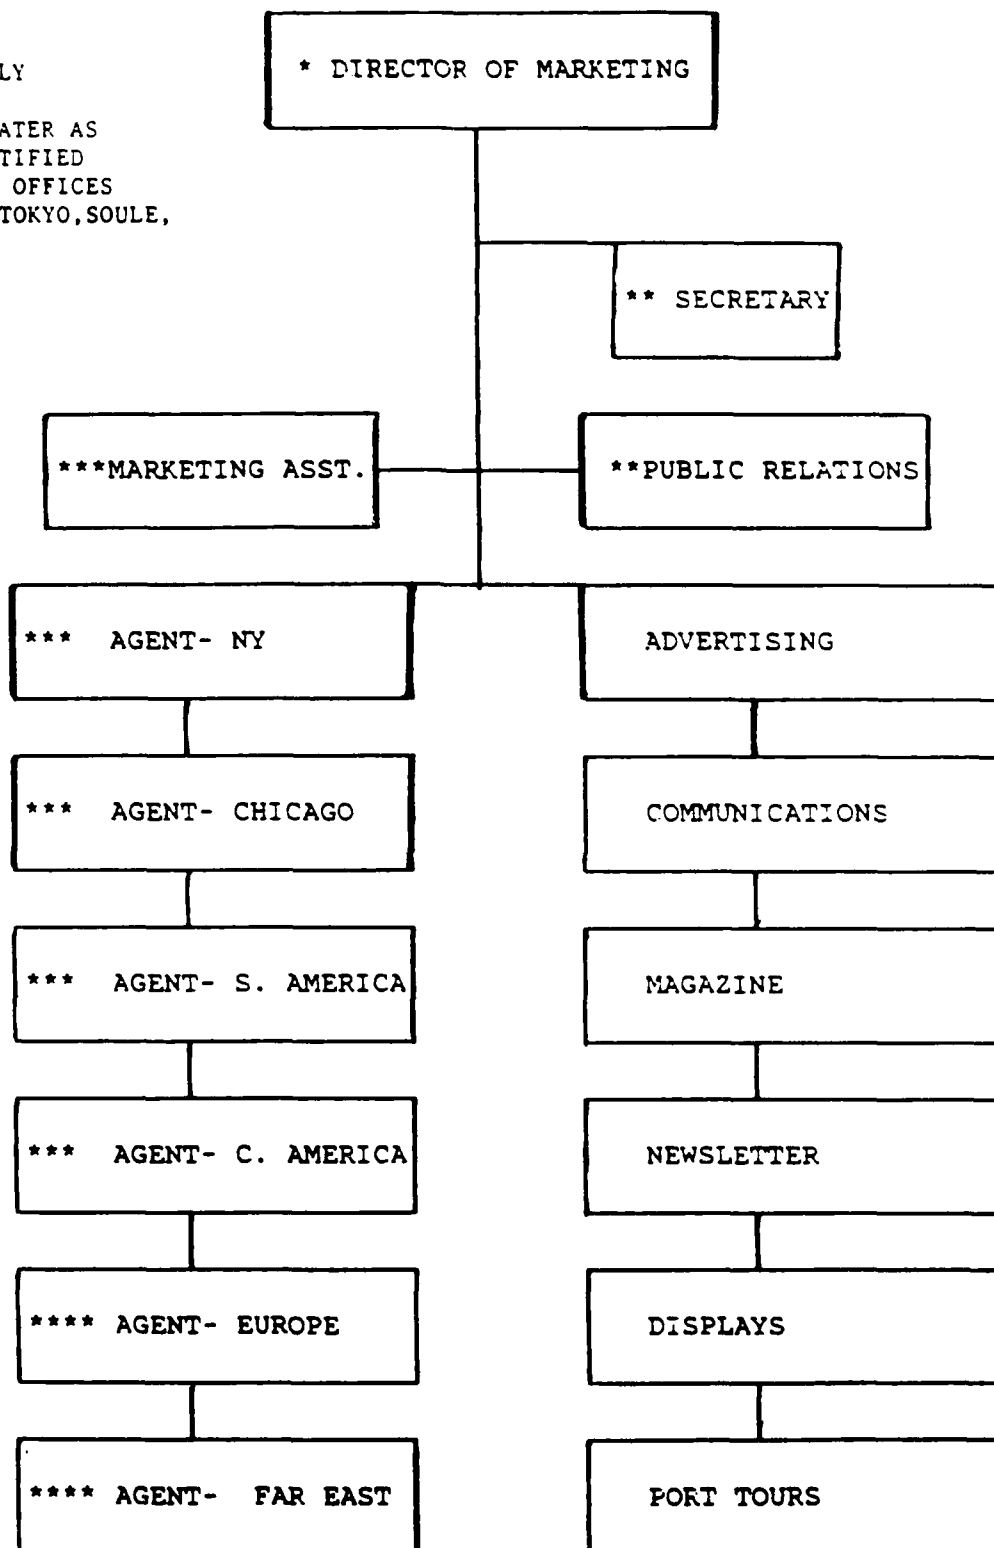 LY
ATER AS
TIFIED
OFFICES
TOKYO,SOULE,
* DIRECTOR OF MARKETING
** SECRETARY
***MARKETING ASST.
**PUBLIC RELATIONS
*** AGENT- NY
ADVERTISING
*** AGENT- CHICAGO
COMMUNICATIONS
*** AGENT- S. AMERICA
MAGAZINE
*** AGENT- C. AMERICA
NEWSLETTER
**** AGENT- EUROPE
DISPLAYS
**** AGENT- FAR EAST
PORT TOURS